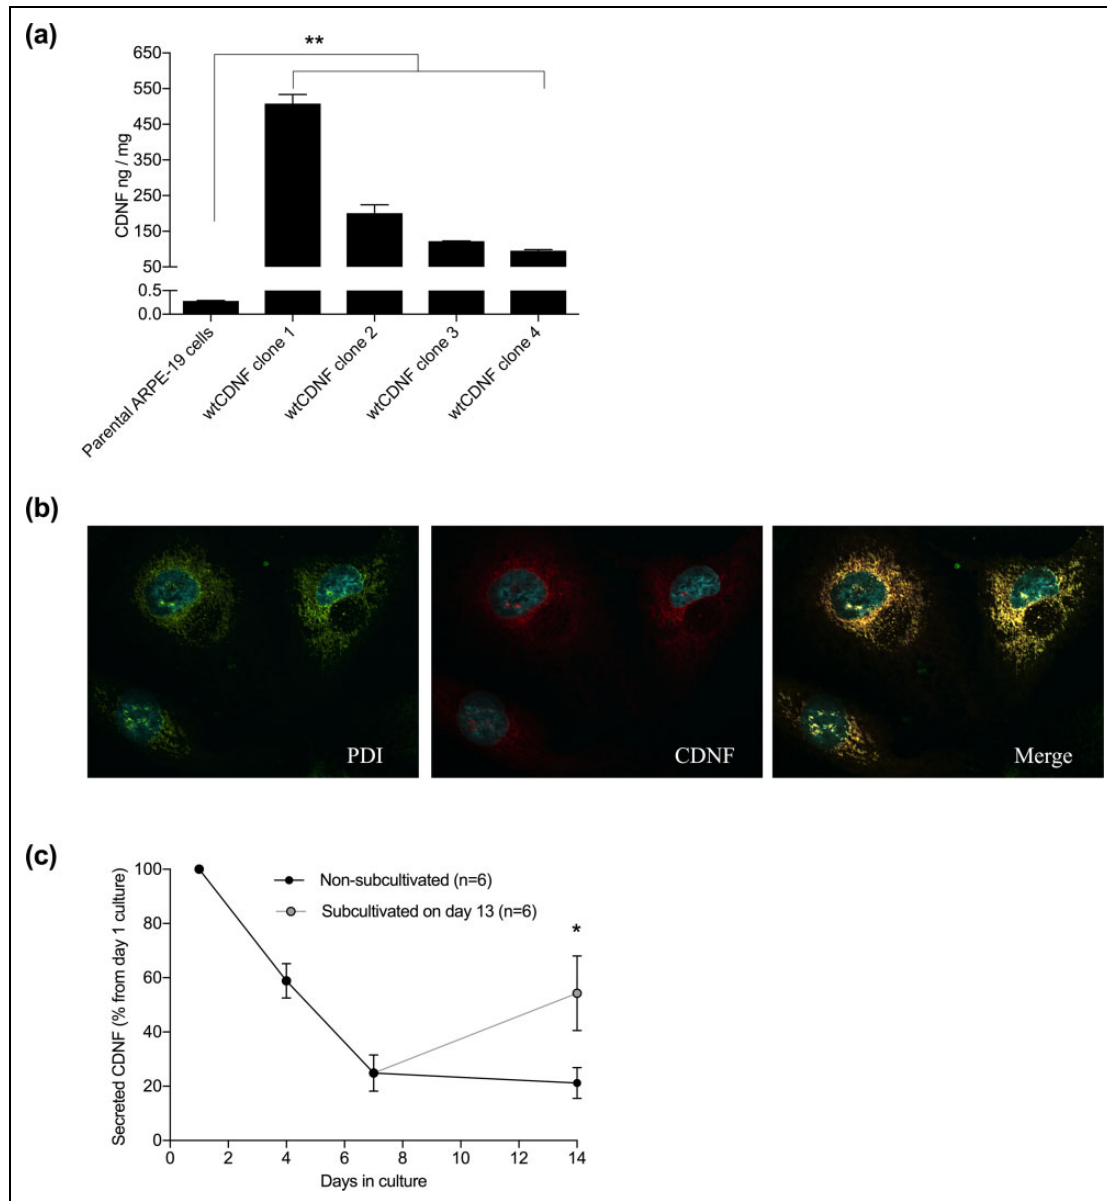 (a)
**
650
550
450
350
250
150
50
0.5
0.0
CDNF ng / mg
Parental ARPE-19 cells
wtCDNF clone 1
wtCDNF clone 2
wtCDNF clone 3
wtCDNF clone 4
(b)
PDI
CDNF
Merge
(c)
Secreted CDNF (% from day 1 culture)
100
80
60
40
20
0
Non-subcultivated (n=6)
Subcultivated on day 13 (n=6)
*
0 2 4 6 8 10 12 14
Days in culture